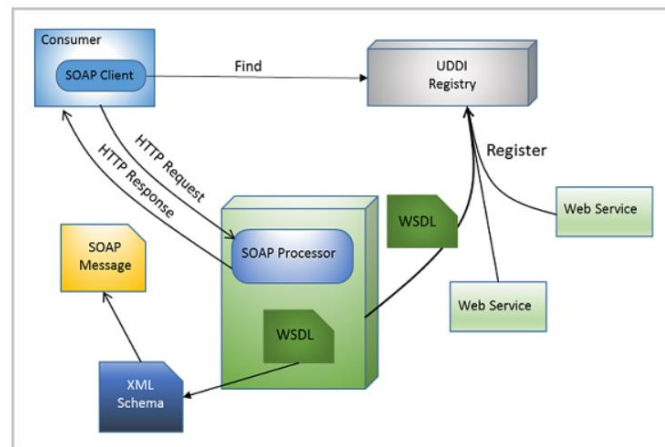 Consumer
SOAP Client
Find
UDDI
Registry
Register
HTTP Request
HTTP Response
WSDL
Web Service
SOAP Processor
SOAP
Message
Web Service
WSDL
XML
Schema